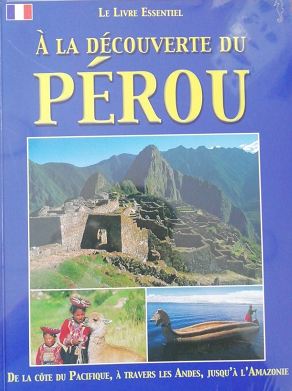 Le Livre Essentiel
À LA DÉCOUVERTE DU
PÉROU
De la côte du Pacifique, à travers les Andes, jusqu'à l'Amazonie